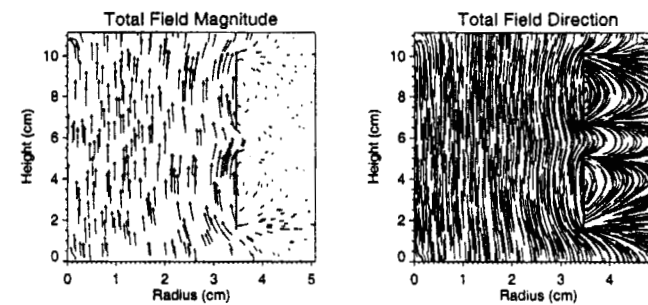 Total Field Magnitude
10
8
6
4
2
0
Height (cm)
0 1 2 3 4 5
Radius (cm)
Total Field Direction
10
8
6
4
2
0
Height (cm)
0 1 2 3 4
Radius (cm)